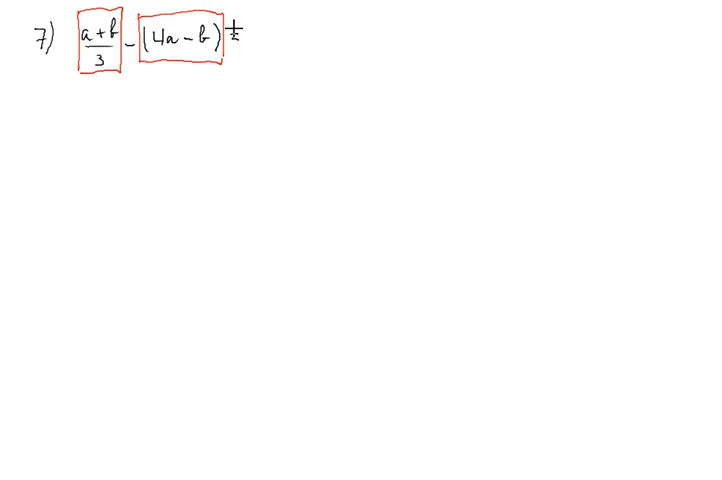 7) (a+b)/3 - (4a - b) + 1/2